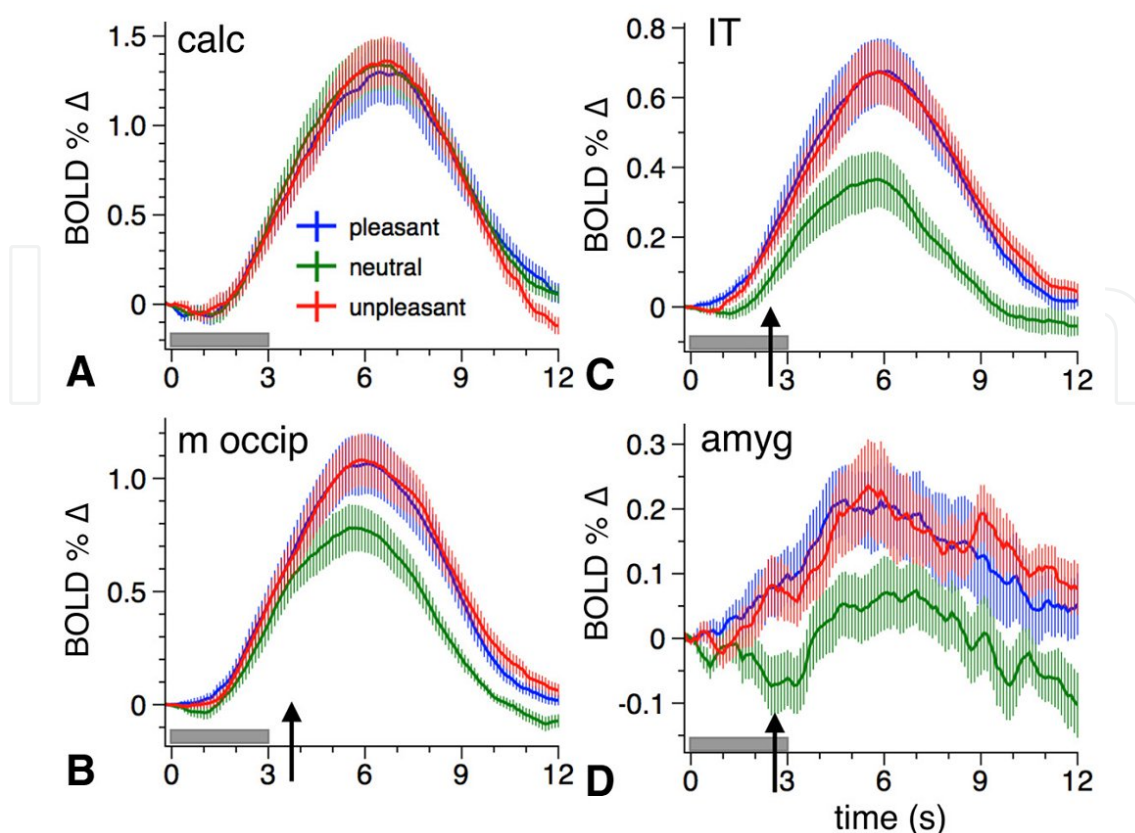 calc
1.5
1.0
0.5
0
BOLD % Δ
pleasant
neutral
unpleasant
A
0 3 6 9 12
IT
0.8
0.6
0.4
0.2
0
BOLD % Δ
C
0 3 6 9 12
m occip
1.0
0.5
0
BOLD % Δ
B
0 3 6 9 12
amyg
0.3
0.2
0.1
0
-0.1
BOLD % Δ
D
0 3 6 9 12
time (s)